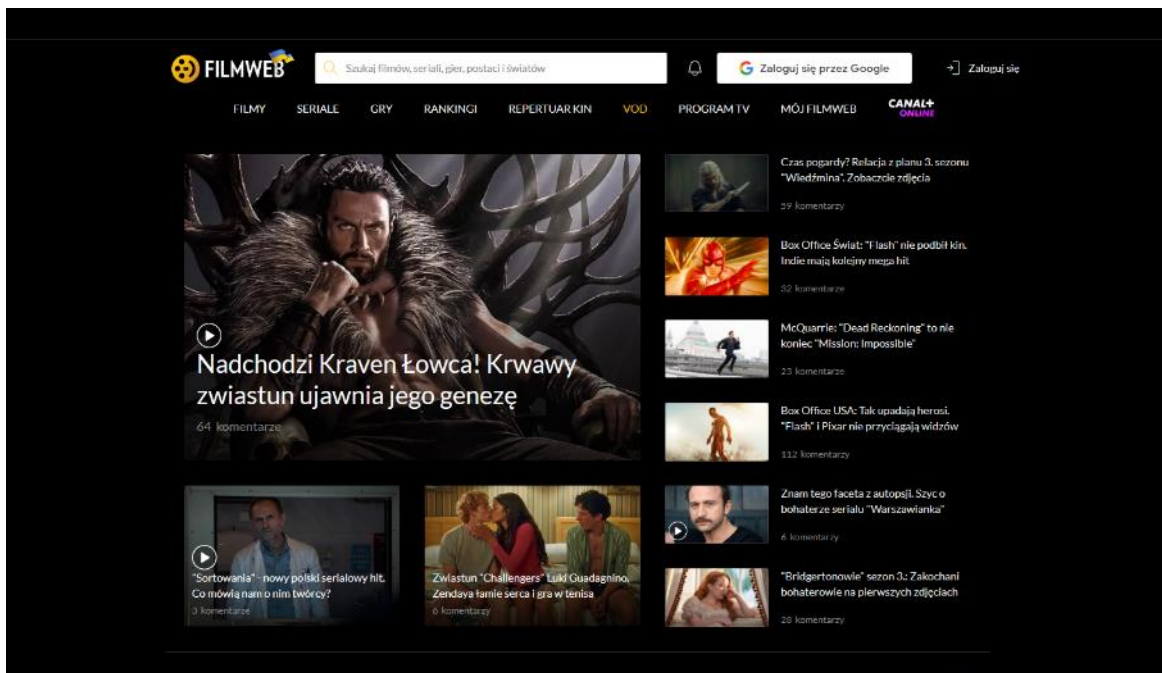 FILMWEB
Szukaj filmów, seriali, gier, postaci i światów
Zaloguj się przez Google
Zaloguj się
FILMY
SERIALE
GRY
RANKINGI
REPERTUAR KIN
VOD
PROGRAM TV
MÓJ FILMWEB
CANAL+
ONLINE
Nadchodzi Kraven Łowca! Krwawy
zwiastun ujawnia jego genezę
64 komentarze
"Sortowania" - nowy polski serialowy hit.
Co mówią nam o nim twórcy?
3 komentarze
Zwiastun "Challengers" Luki Guadagnino.
Zendaya łamie serca i gra w tenisa
6 komentarzy
Czas pogardy? Relacja z planu 3. sezonu
"Wiedźmina". Zobaczcie zdjęcia
59 komentarzy
Box Office Świat: "Flash" nie podbił kin.
Indie mają kolejny mega hit
32 komentarze
McQuarrie: "Dead Reckoning" to nie
koniec "Mission: Impossible"
23 komentarze
Box Office USA: Tak upadają herosi.
"Flash" i Pixar nie przyciągają widzów
112 komentarzy
Znam tego faceta z autopsji. Szyc o
bohaterze serialu "Warszawianka"
6 komentarzy
"Bridgertonowie" sezon 3.: Zakochani
bohaterowie na pierwszych zdjęciach
28 komentarzy